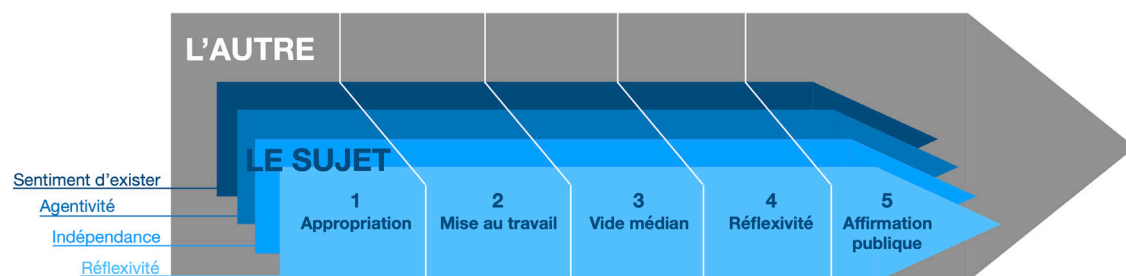 L'AUTRE
LE SUJET
Sentiment d'exister
Agentivité
Indépendance
Réflexivité
1
Appropriation
2
Mise au travail
3
Vide médian
4
Réflexivité
5
Affirmation
publique